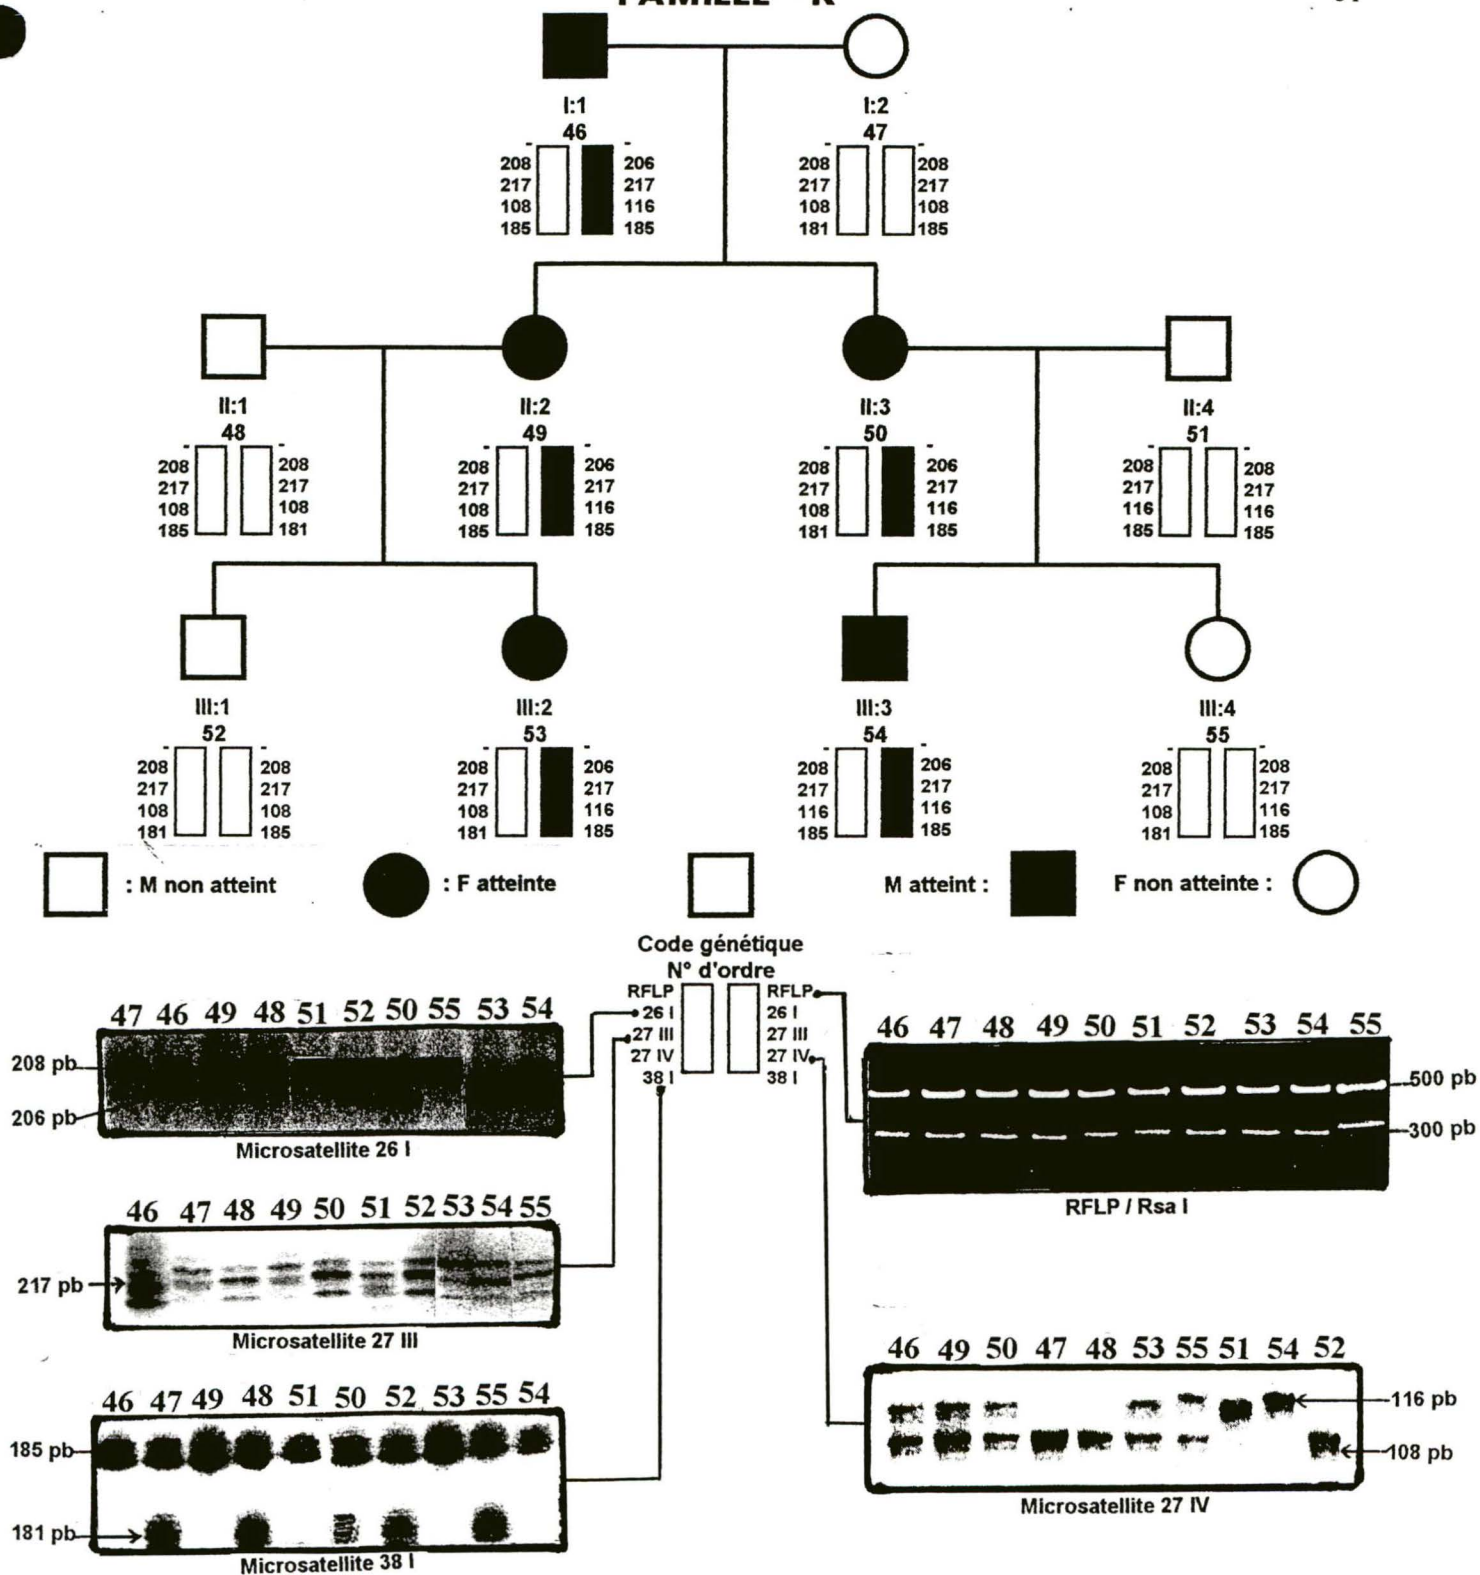 FAMILLE K
I:1
46
I:2
47
- -
208 206
217 217
108 116
185 185
- -
208 208
217 217
108 108
181 185
II:1
48
II:2
49
II:3
50
II:4
51
- -
208 208
217 217
108 108
185 181
- -
208 206
217 217
108 116
185 185
- -
208 206
217 217
108 116
181 185
- -
208 208
217 217
116 116
185 185
III:1
52
III:2
53
III:3
54
III:4
55
- -
208 208
217 217
108 108
181 185
- -
208 206
217 217
108 116
181 185
- -
208 206
217 217
116 116
185 185
- -
208 208
217 217
108 116
181 185
: M non atteint
: F atteinte
M atteint :
F non atteinte :
Code génétique
N° d'ordre
RFLP RFLP
26 I 26 I
27 III 27 III
27 IV 27 IV
38 I 38 I
47 46 49 48 51 52 50 55 53 54
208 pb
206 pb
Microsatellite 26 I
46 47 48 49 50 51 52 53 54 55
500 pb
300 pb
RFLP / Rsa I
46 47 48 49 50 51 52 53 54 55
217 pb
Microsatellite 27 III
46 47 49 48 51 50 52 53 55 54
185 pb
181 pb
Microsatellite 38 I
46 49 50 47 48 53 55 51 54 52
116 pb
108 pb
Microsatellite 27 IV